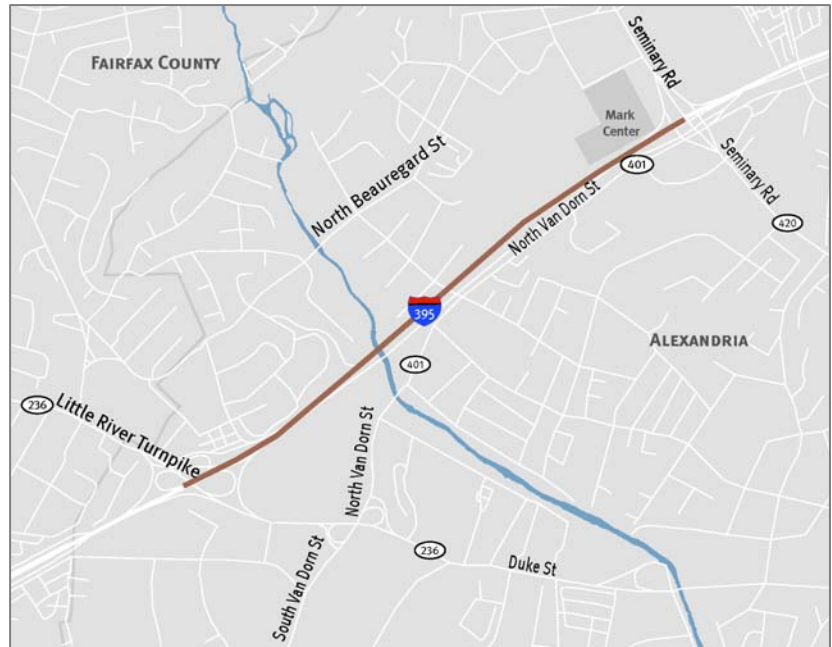 Seminary Rd
FAIRFAX COUNTY
Mark
Center
North Beauregard St
401
Seminary Rd
North Van Dorn St
420
395
ALEXANDRIA
401
236
Little River Turnpike
North Van Dorn St
236
Duke St
South Van Dorn St